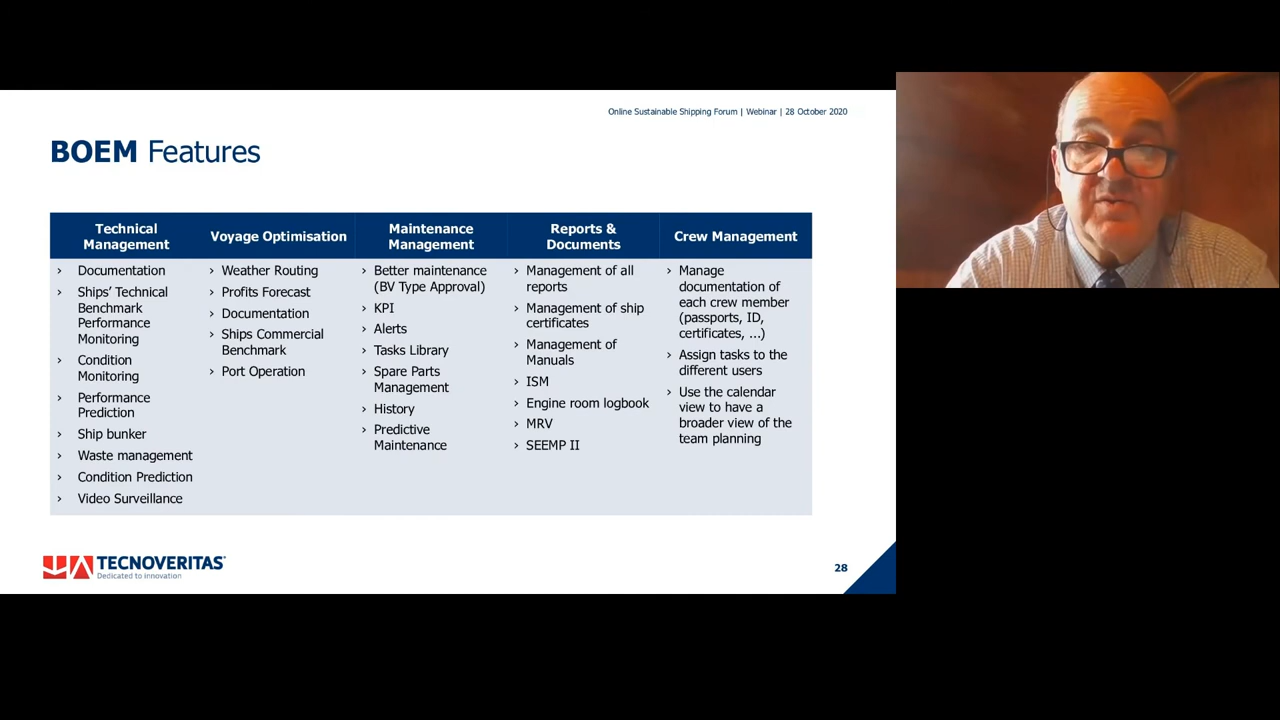 Online Sustainable Shipping Forum | Webinar | 28 October 2020
BOEM Features
Technical
Management
› Documentation
› Ships’ Technical
Benchmark
Performance
Monitoring
› Condition
Monitoring
› Performance
Prediction
› Ship bunker
› Waste management
› Condition Prediction
› Video Surveillance
Voyage Optimisation
› Weather Routing
› Profits Forecast
› Documentation
› Ships Commercial
Benchmark
› Port Operation
Maintenance
Management
› Better maintenance
(BV Type Approval)
› KPI
› Alerts
› Tasks Library
› Spare Parts
Management
› History
› Predictive
Maintenance
Reports &
Documents
› Management of all
reports
› Management of ship
certificates
› Management of
Manuals
› ISM
› Engine room logbook
› MRV
› SEEMP II
Crew Management
› Manage
documentation of
each crew member
(passports, ID,
certificates, ...)
› Assign tasks to the
different users
› Use the calendar
view to have a
broader view of the
team planning
TECNOVERITAS®
Dedicated to innovation
28